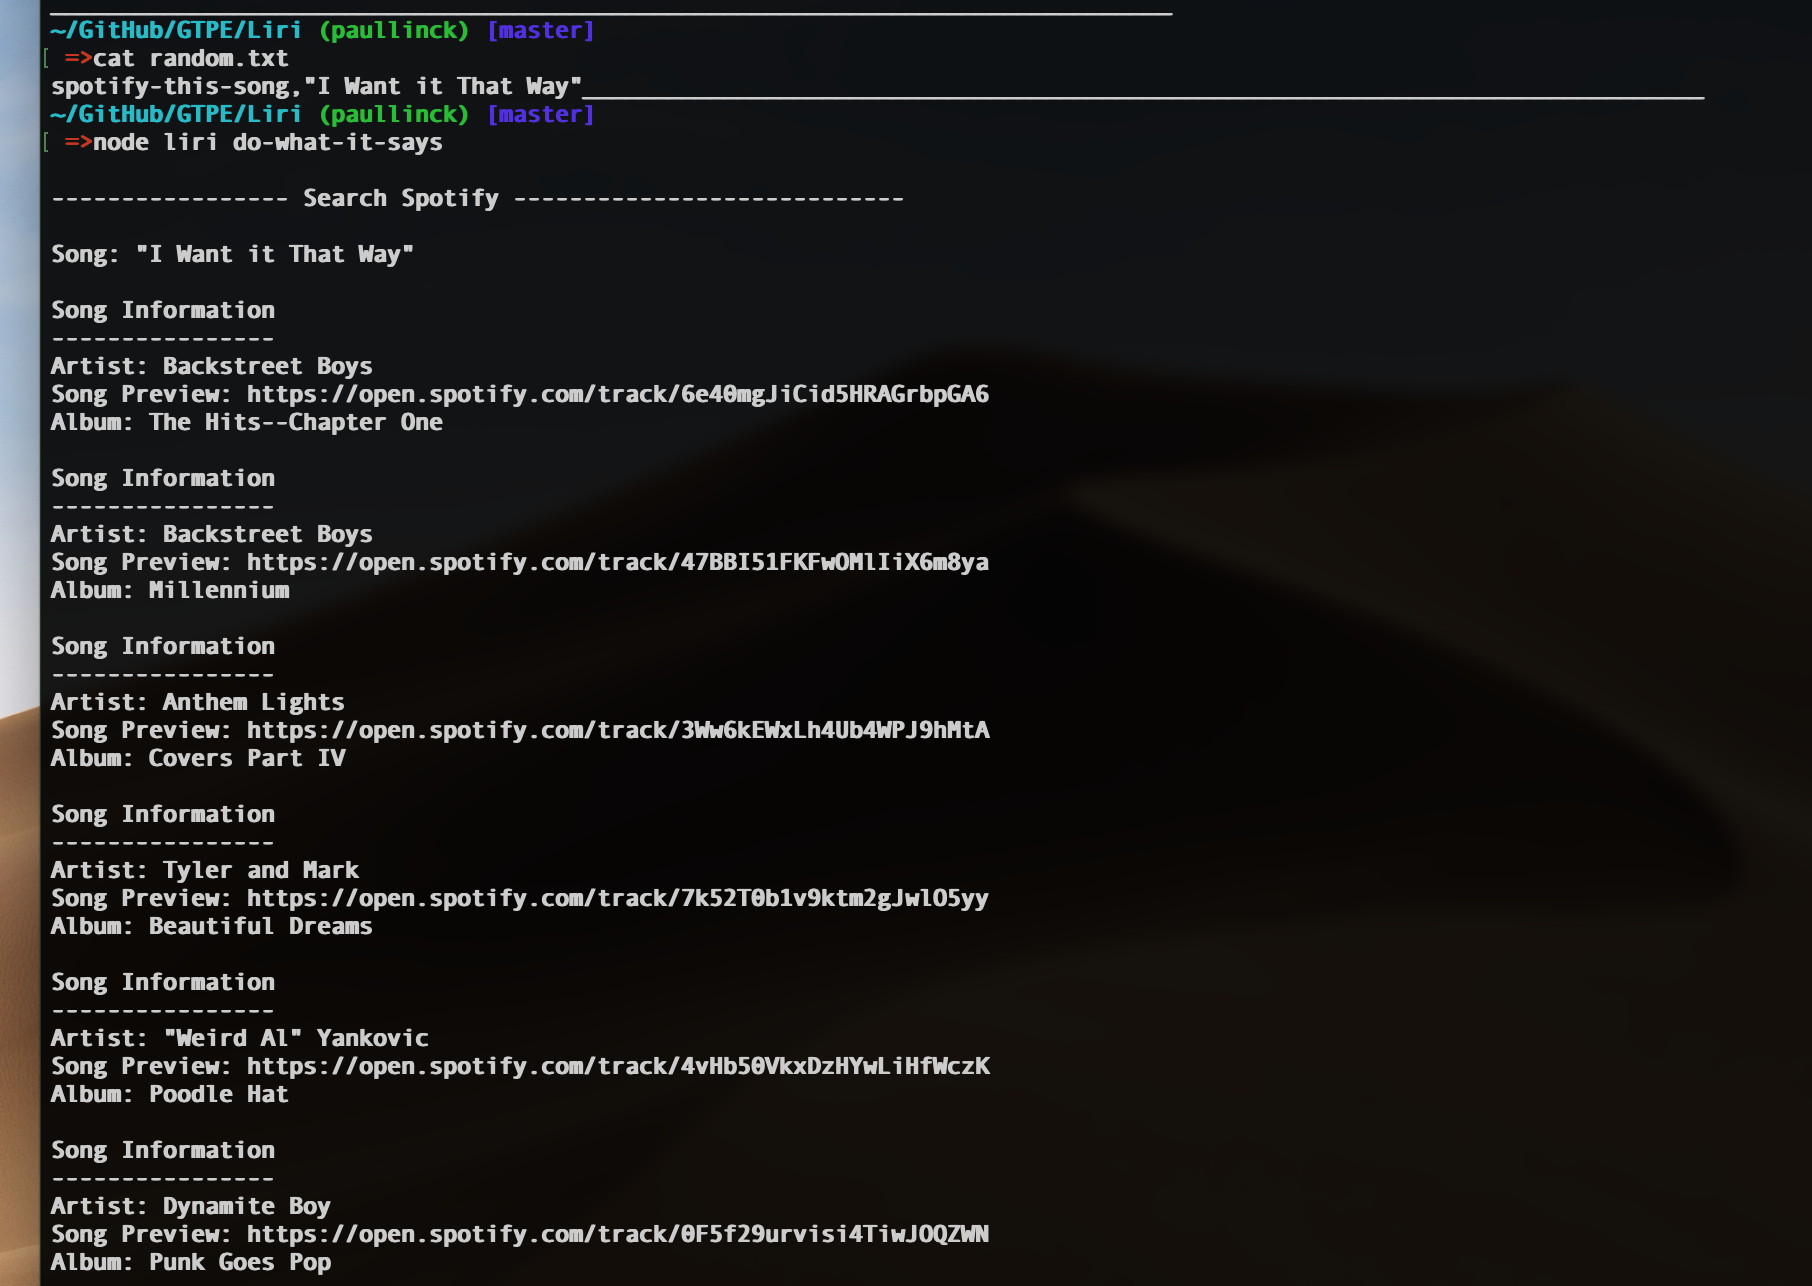 ~/GitHub/GTPE/Liri (paullinck) [master]
[ =>cat random.txt
spotify-this-song,"I Want it That Way"
~/GitHub/GTPE/Liri (paullinck) [master]
[ =>node liri do-what-it-says
----------------- Search Spotify ----------------------------
Song: "I Want it That Way"
Song Information
----------------
Artist: Backstreet Boys
Song Preview: https://open.spotify.com/track/6e40mgJiCid5HRAGrbpGA6
Album: The Hits--Chapter One
Song Information
----------------
Artist: Backstreet Boys
Song Preview: https://open.spotify.com/track/47BBI51FKFwOMlIiX6m8ya
Album: Millennium
Song Information
----------------
Artist: Anthem Lights
Song Preview: https://open.spotify.com/track/3Ww6kEWxLh4Ub4WPJ9hMtA
Album: Covers Part IV
Song Information
----------------
Artist: Tyler and Mark
Song Preview: https://open.spotify.com/track/7k52T0b1v9ktm2gJwlO5yy
Album: Beautiful Dreams
Song Information
----------------
Artist: "Weird Al" Yankovic
Song Preview: https://open.spotify.com/track/4vHb50VkxDzHYwLiHfWczK
Album: Poodle Hat
Song Information
----------------
Artist: Dynamite Boy
Song Preview: https://open.spotify.com/track/0F5f29urvisi4TiwJOQZWN
Album: Punk Goes Pop